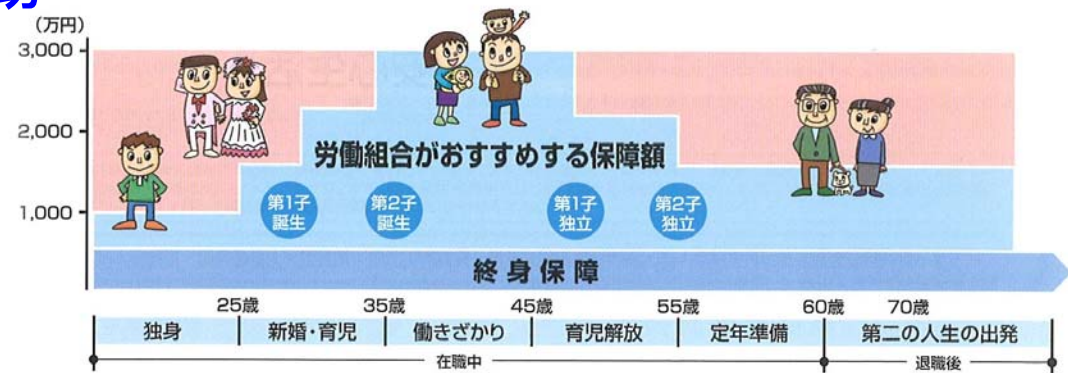 (万円)
3,000
2,000
1,000
労働組合がおすすめする保障額
第1子
誕生
第2子
誕生
第1子
独立
第2子
独立
終身保障
25歳 35歳 45歳 55歳 60歳 70歳
独身 新婚・育児 働きざかり 育児解放 定年準備 第二の人生の出発
在職中 退職後